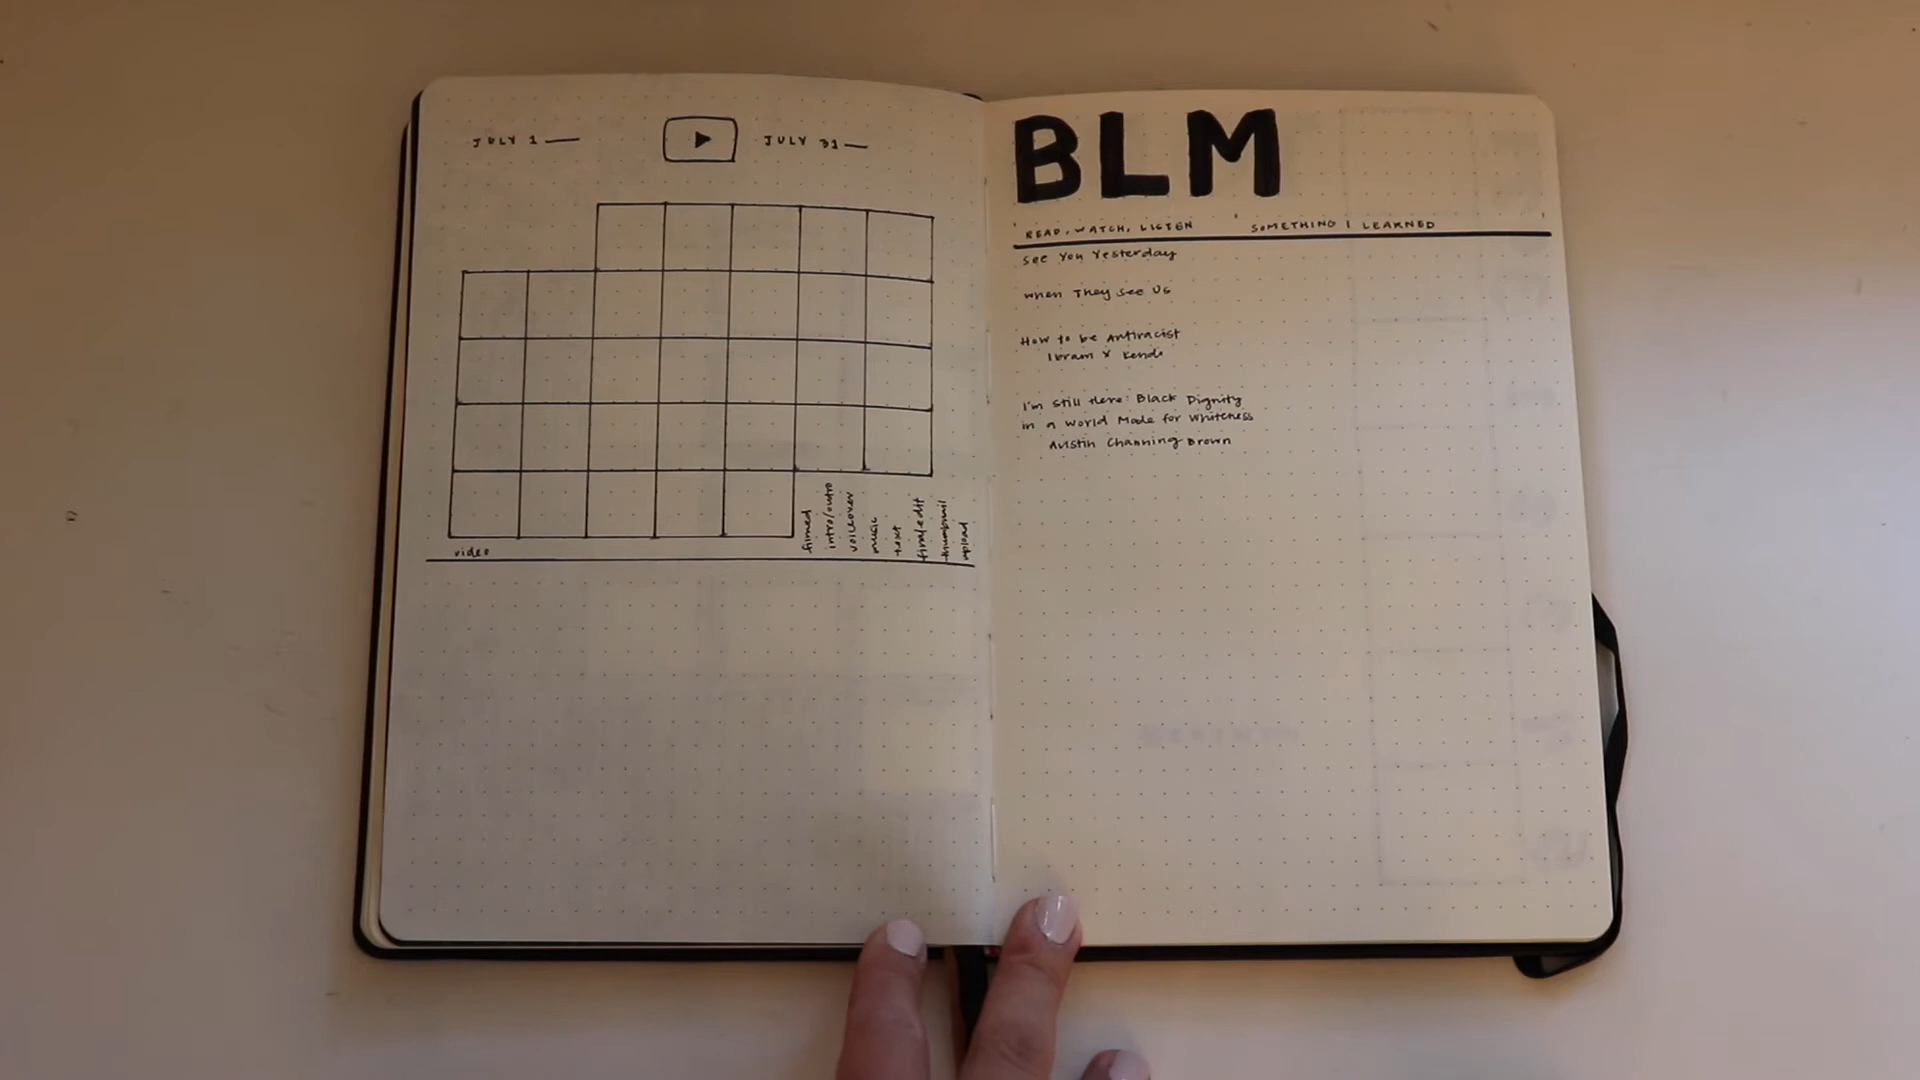 JULY 1
JULY 31
video
filmed
intro/outro
voiceover
music
text
final edit
thumbnail
upload
BLM
READ, WATCH, LISTEN
SOMETHING I LEARNED
See You Yesterday
When They See Us
How to be Antiracist
Ibram X Kendi
I'm Still Here: Black Dignity
in a World Made for Whiteness
Austin Channing Brown